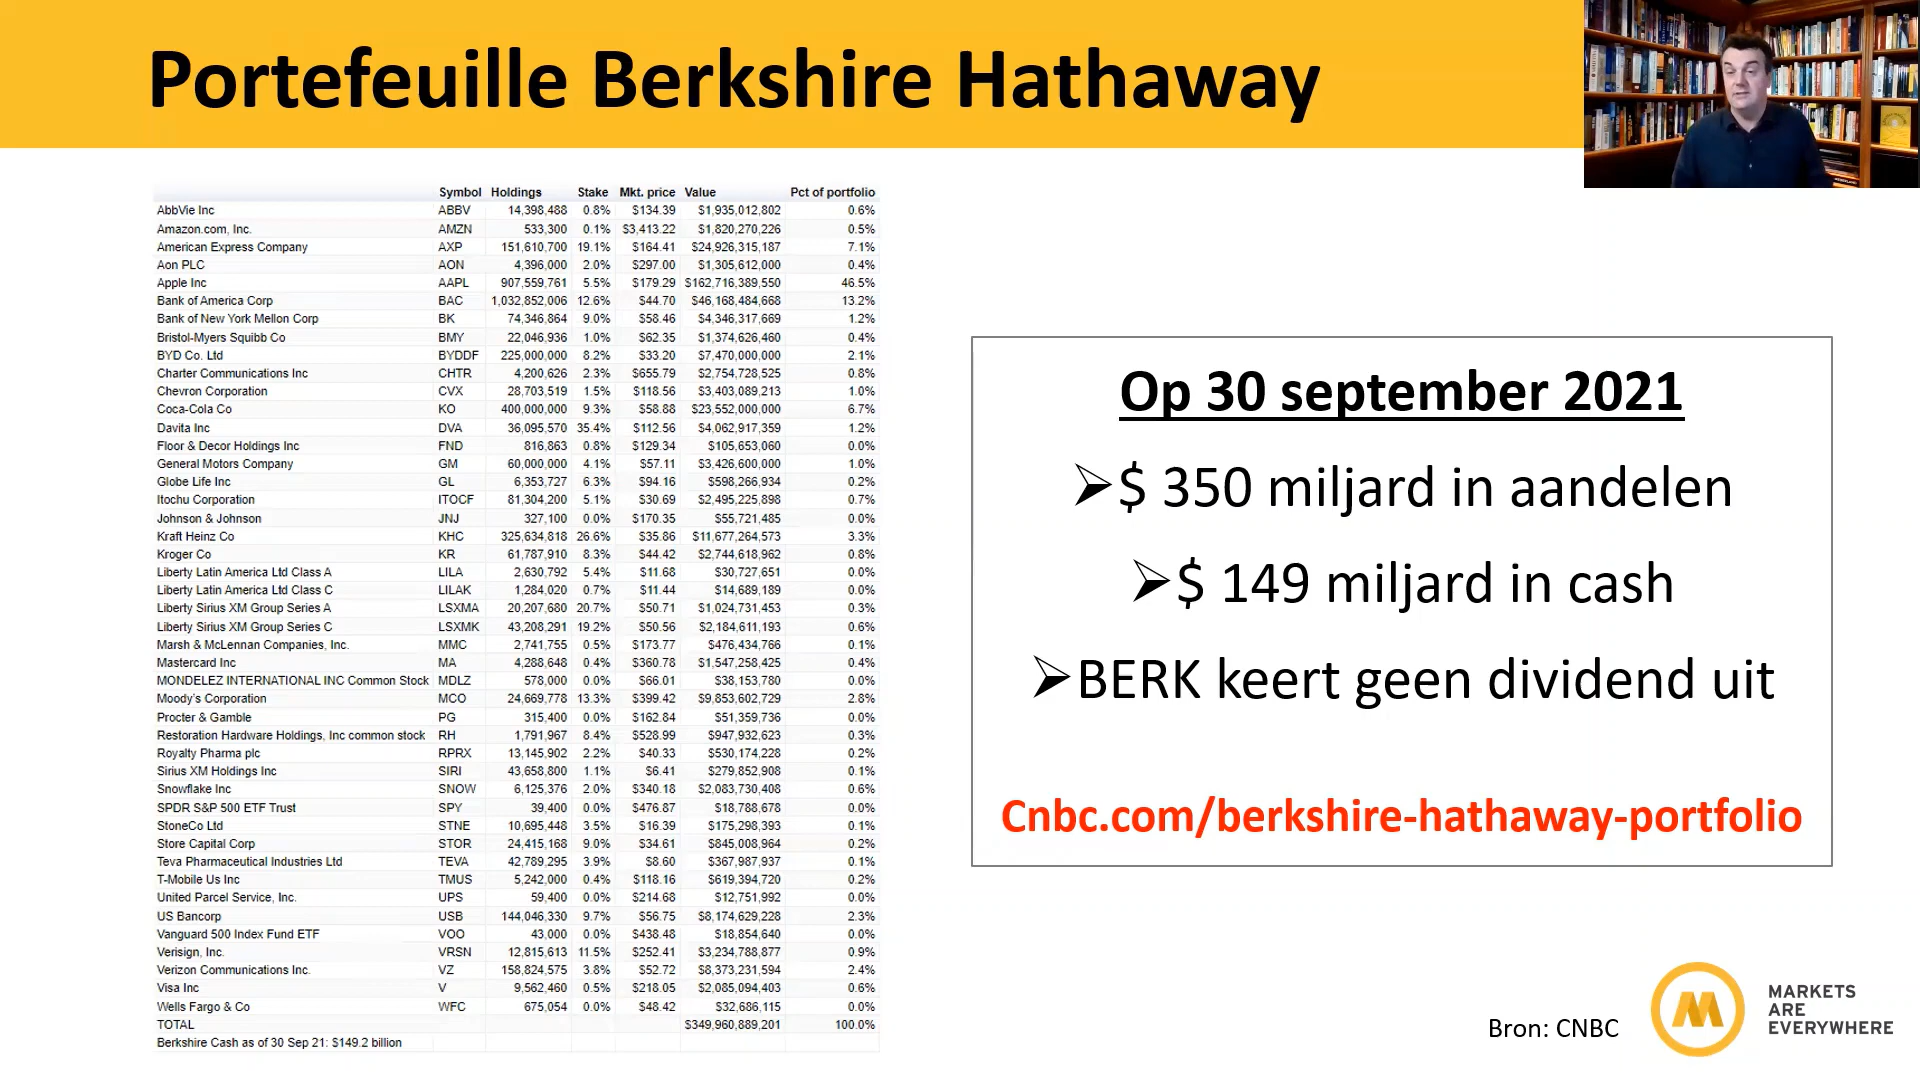 Portefeuille Berkshire Hathaway
Symbol Holdings Stake Mkt. price Value Pct of portfolio
AbbVie Inc ABBV 14,398,488 0.8% $134.39 $1,935,012,802 0.6%
Amazon.com, Inc. AMZN 533,300 0.1% $3,413.22 $1,820,270,226 0.5%
American Express Company AXP 151,610,700 19.1% $164.41 $24,926,315,187 7.1%
Aon PLC AON 4,396,000 2.0% $297.00 $1,305,612,000 0.4%
Apple Inc AAPL 907,559,761 5.5% $179.29 $162,716,389,550 46.5%
Bank of America Corp BAC 1,032,852,006 12.6% $44.70 $46,168,484,668 13.2%
Bank of New York Mellon Corp BK 74,346,864 9.0% $58.46 $4,346,317,669 1.2%
Bristol-Myers Squibb Co BMY 22,046,936 1.0% $62.35 $1,374,626,460 0.4%
BYD Co. Ltd BYDDF 225,000,000 8.2% $33.20 $7,470,000,000 2.1%
Charter Communications Inc CHTR 4,200,626 2.3% $655.79 $2,754,728,525 0.8%
Chevron Corporation CVX 28,703,519 1.5% $118.56 $3,403,089,213 1.0%
Coca-Cola Co KO 400,000,000 9.3% $58.88 $23,552,000,000 6.7%
Davita Inc DVA 36,095,570 35.4% $112.56 $4,062,917,359 1.2%
Floor & Decor Holdings Inc FND 816,863 0.8% $129.34 $105,653,060 0.0%
General Motors Company GM 60,000,000 4.1% $57.11 $3,426,600,000 1.0%
Globe Life Inc GL 6,353,727 6.3% $94.16 $598,266,934 0.2%
Itochu Corporation ITOCF 81,304,200 5.1% $30.69 $2,495,225,898 0.7%
Johnson & Johnson JNJ 327,100 0.0% $170.35 $55,721,485 0.0%
Kraft Heinz Co KHC 325,634,818 26.6% $35.86 $11,677,264,573 3.3%
Kroger Co KR 61,787,910 8.3% $44.42 $2,744,618,962 0.8%
Liberty Latin America Ltd Class A LILA 2,630,792 5.4% $11.68 $30,727,651 0.0%
Liberty Latin America Ltd Class C LILAK 1,284,020 0.7% $11.44 $14,689,189 0.0%
Liberty Sirius XM Group Series A LSXMA 20,207,680 20.7% $50.71 $1,024,731,453 0.3%
Liberty Sirius XM Group Series C LSXMK 43,208,291 19.2% $50.56 $2,184,611,193 0.6%
Marsh & McLennan Companies, Inc. MMC 2,741,755 0.5% $173.77 $476,434,766 0.1%
Mastercard Inc MA 4,288,648 0.4% $360.78 $1,547,258,425 0.4%
MONDELEZ INTERNATIONAL INC Common Stock MDLZ 578,000 0.0% $66.01 $38,153,780 0.0%
Moody's Corporation MCO 24,669,778 13.3% $399.42 $9,853,602,729 2.8%
Procter & Gamble PG 315,400 0.0% $162.84 $51,359,736 0.0%
Restoration Hardware Holdings, Inc common stock RH 1,791,967 8.4% $528.99 $947,932,623 0.3%
Royalty Pharma plc RPRX 13,145,902 2.2% $40.33 $530,174,228 0.2%
Sirius XM Holdings Inc SIRI 43,658,800 1.1% $6.41 $279,852,908 0.1%
Snowflake Inc SNOW 6,125,376 2.0% $340.18 $2,083,730,408 0.6%
SPDR S&P 500 ETF Trust SPY 39,400 0.0% $476.87 $18,788,678 0.0%
StoneCo Ltd STNE 10,695,448 3.5% $16.39 $175,298,393 0.1%
Store Capital Corp STOR 24,415,168 9.0% $34.61 $845,008,964 0.2%
Teva Pharmaceutical Industries Ltd TEVA 42,789,295 3.9% $8.60 $367,987,937 0.1%
T-Mobile Us Inc TMUS 5,242,000 0.4% $118.16 $619,394,720 0.2%
United Parcel Service, Inc. UPS 59,400 0.0% $214.68 $12,751,992 0.0%
US Bancorp USB 144,046,330 9.7% $56.75 $8,174,629,228 2.3%
Vanguard 500 Index Fund ETF VOO 43,000 0.0% $438.48 $18,854,640 0.0%
Verisign, Inc. VRSN 12,815,613 11.5% $252.41 $3,234,788,877 0.9%
Verizon Communications Inc. VZ 158,824,575 3.8% $52.72 $8,373,231,594 2.4%
Visa Inc V 9,562,460 0.5% $218.05 $2,085,094,403 0.6%
Wells Fargo & Co WFC 675,054 0.0% $48.42 $32,686,115 0.0%
TOTAL $349,960,889,201 100.0%
Berkshire Cash as of 30 Sep 21: $149.2 billion
Op 30 september 2021
➢$ 350 miljard in aandelen
➢$ 149 miljard in cash
➢BERK keert geen dividend uit
Cnbc.com/berkshire-hathaway-portfolio
Bron: CNBC
MARKETS
ARE
EVERYWHERE